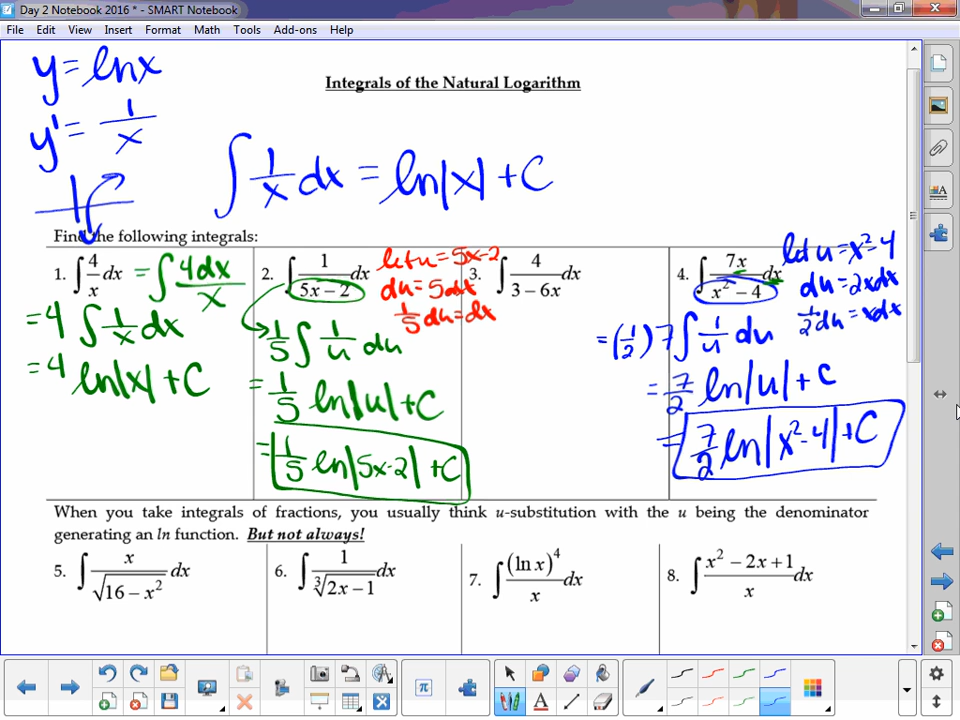 Day 2 Notebook 2016 * - SMART Notebook
File Edit View Insert Format Math Tools Add-ons Help
y = lnx
y' = 1/x
Integrals of the Natural Logarithm
∫ 1/x dx = ln|x| + C
Find the following integrals:
1. ∫ 4/x dx = ∫ 4dx/x
= 4 ∫ 1/x dx
= 4 ln|x| + C
2. ∫ 1/(5x − 2) dx
let u = 5x-2
du = 5dx
1/5 du = dx
1/5 ∫ 1/u du
= 1/5 ln|u| + C
= 1/5 ln|5x-2| + C
3. ∫ 4/(3 − 6x) dx
4. ∫ 7x/(x² − 4) dx
let u = x²-4
du = 2xdx
1/2 du = xdx
= (1/2) 7 ∫ 1/u du
= 7/2 ln|u| + C
= 7/2 ln|x²-4| + C
When you take integrals of fractions, you usually think u-substitution with the u being the denominator
generating an ln function. But not always!
5. ∫ x/√(16 − x²) dx
6. ∫ 1/∛(2x − 1) dx
7. ∫ (ln x)⁴/x dx
8. ∫ (x² − 2x + 1)/x dx